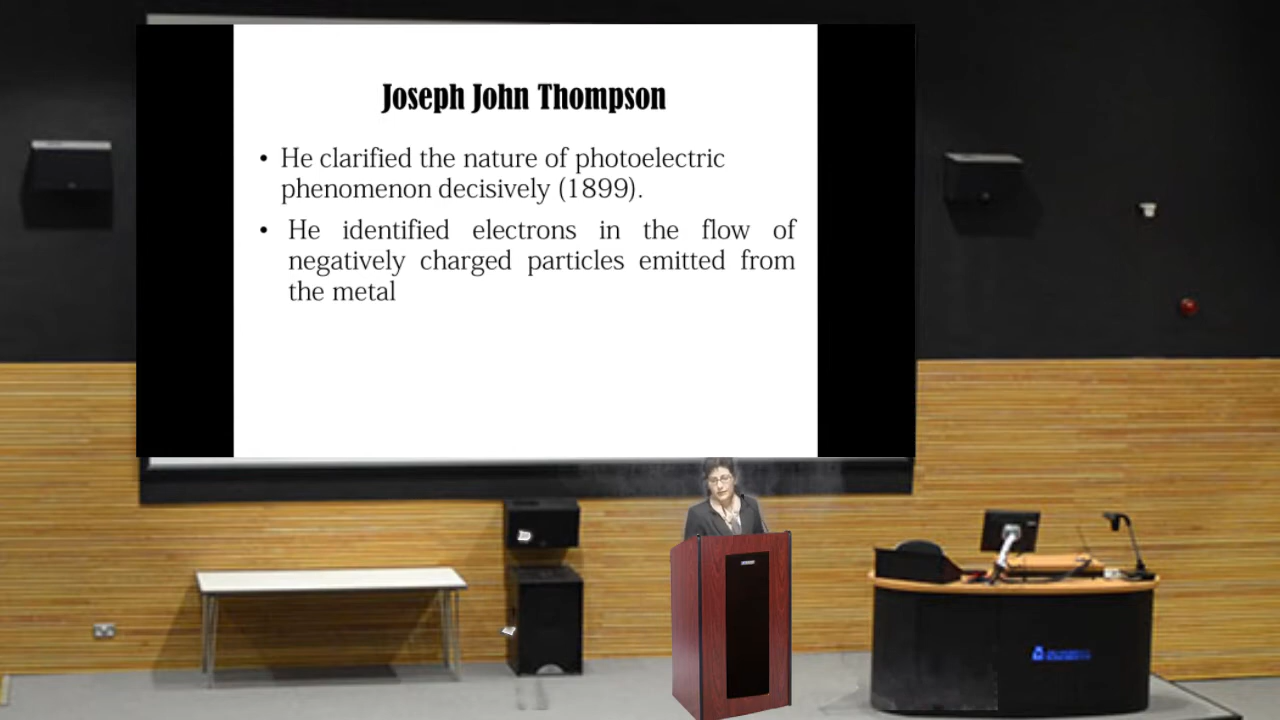 Joseph John Thompson
• He clarified the nature of photoelectric
phenomenon decisively (1899).
• He identified electrons in the flow of
negatively charged particles emitted from
the metal